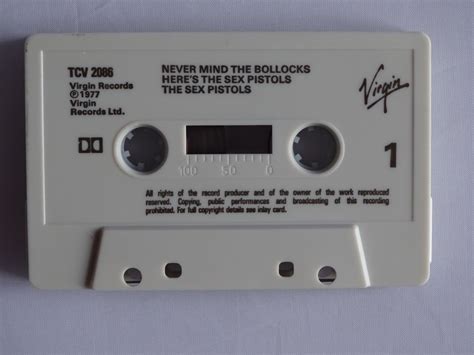 TCV 2086
Virgin Records
℗1977
Virgin
Records Ltd.
NEVER MIND THE BOLLOCKS
HERE'S THE SEX PISTOLS
THE SEX PISTOLS
Virgin
1
100 50 0
All rights of the record producer and of the owner of the work reproduced
reserved. Copying, public performances and broadcasting of this recording
prohibited. For full copyright details see inlay card.